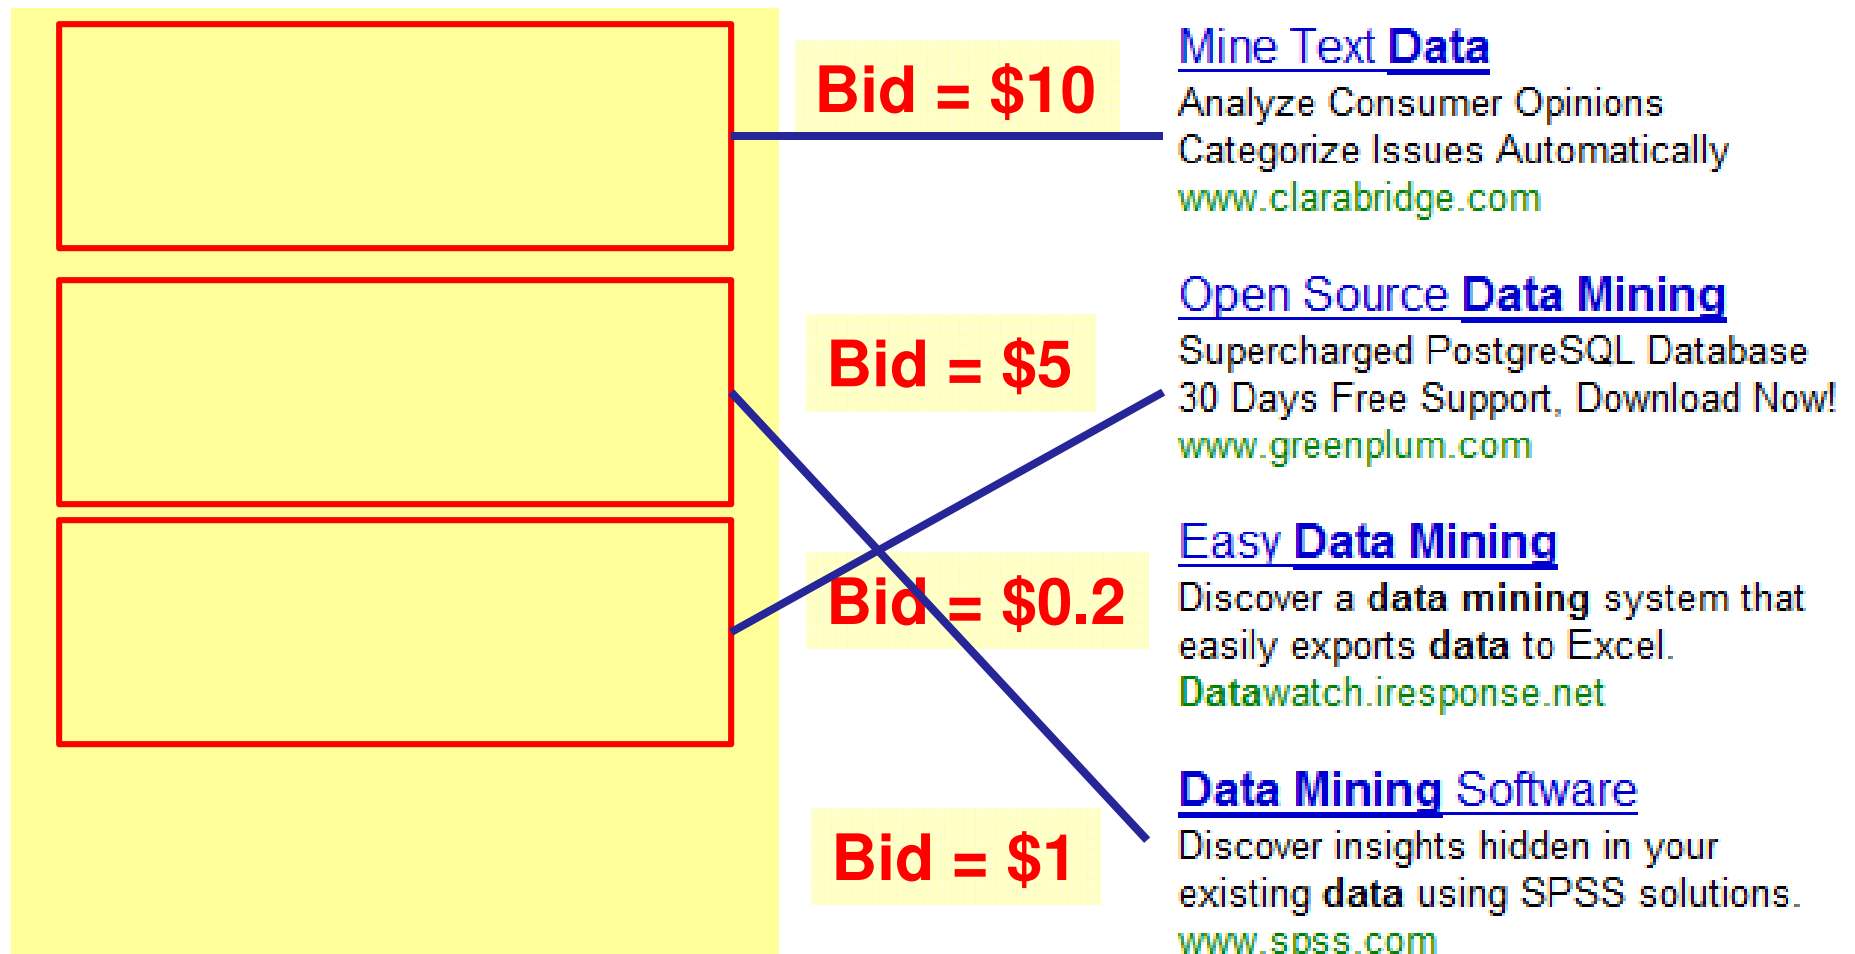 Bid = $10
Mine Text Data
Analyze Consumer Opinions
Categorize Issues Automatically
www.clarabridge.com
Bid = $5
Open Source Data Mining
Supercharged PostgreSQL Database
30 Days Free Support, Download Now!
www.greenplum.com
Bid = $0.2
Easy Data Mining
Discover a data mining system that
easily exports data to Excel.
Datawatch.iresponse.net
Bid = $1
Data Mining Software
Discover insights hidden in your
existing data using SPSS solutions.
www.spss.com